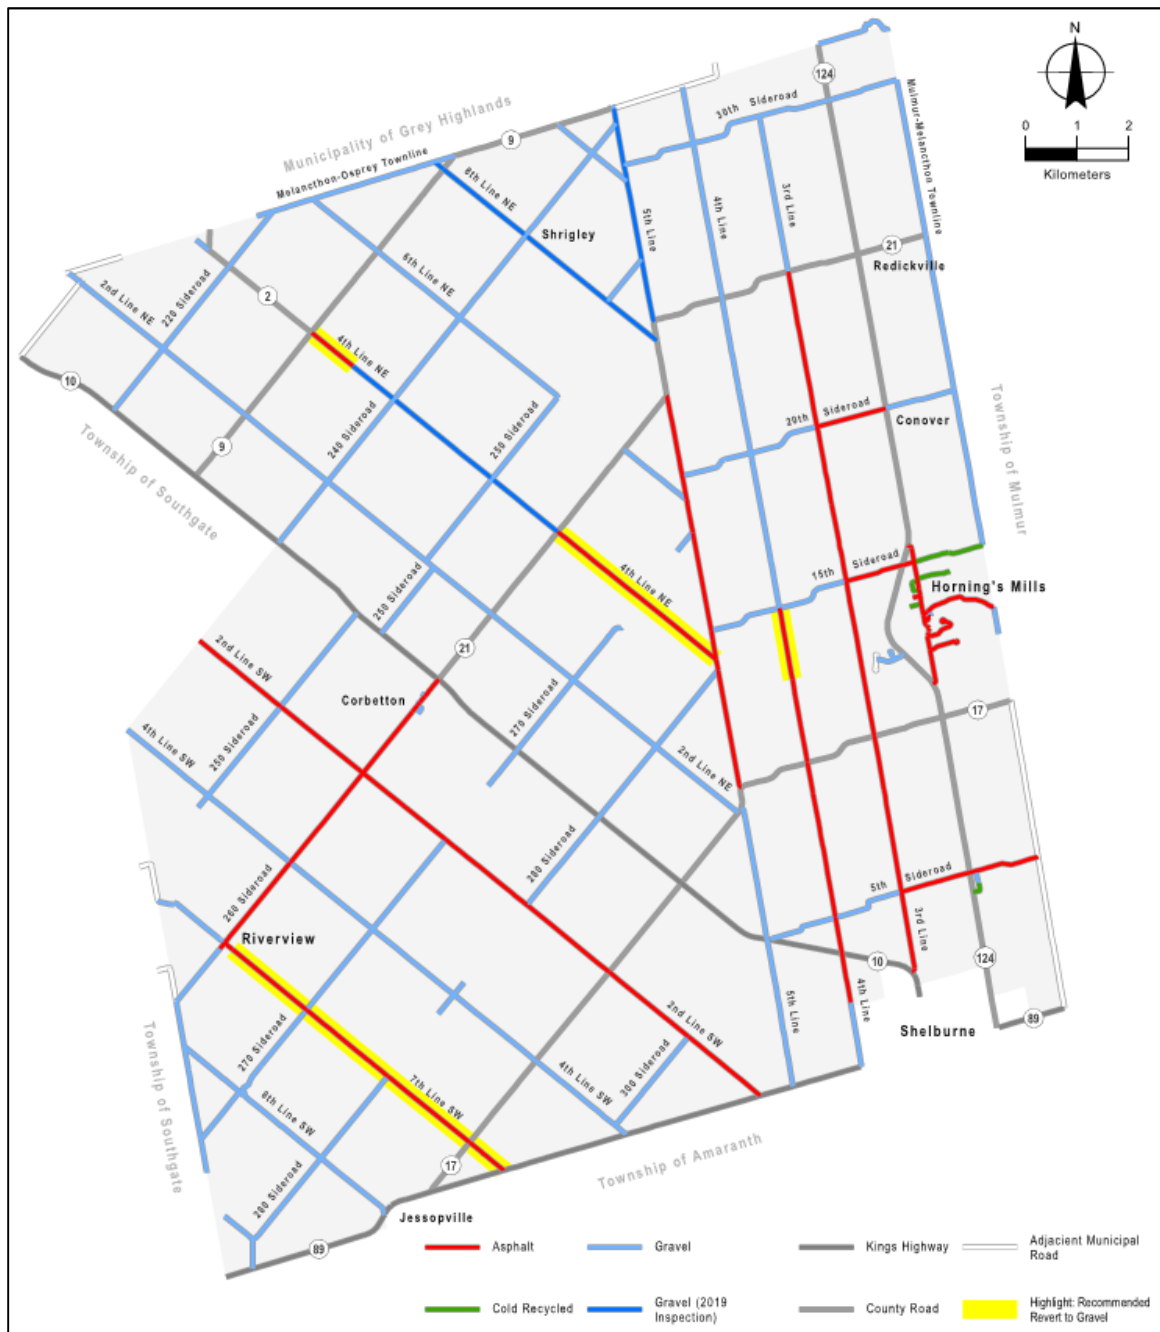 N
0 1 2
Kilometers
124
30th Sideroad
Mulmur-Melancthon Townline
Municipality of Grey Highlands
Melancthon-Osprey Townline
9
8th Line NE
Shrigley
5th Line
4th Line
3rd Line
21
Redickville
6th Line NE
220 Sideroad
2nd Line NE
2
4th Line NE
10
Township of Southgate
9
240 Sideroad
250 Sideroad
20th Sideroad
Conover
Township of Mulmur
4th Line NE
15th Sideroad
Horning's Mills
250 Sideroad
2nd Line SW
21
Corbetton
270 Sideroad
17
4th Line SW
250 Sideroad
2nd Line NE
280 Sideroad
5th Sideroad
260 Sideroad
Riverview
3rd Line
10
124
5th Line
4th Line
2nd Line SW
Shelburne
89
Township of Southgate
270 Sideroad
7th Line SW
4th Line SW
300 Sideroad
8th Line SW
280 Sideroad
17
Township of Amaranth
Jessopville
89
Asphalt
Gravel
Kings Highway
Adjacient Municipal
Road
Cold Recycled
Gravel (2019
Inspection)
County Road
Highlight: Recommended
Revert to Gravel